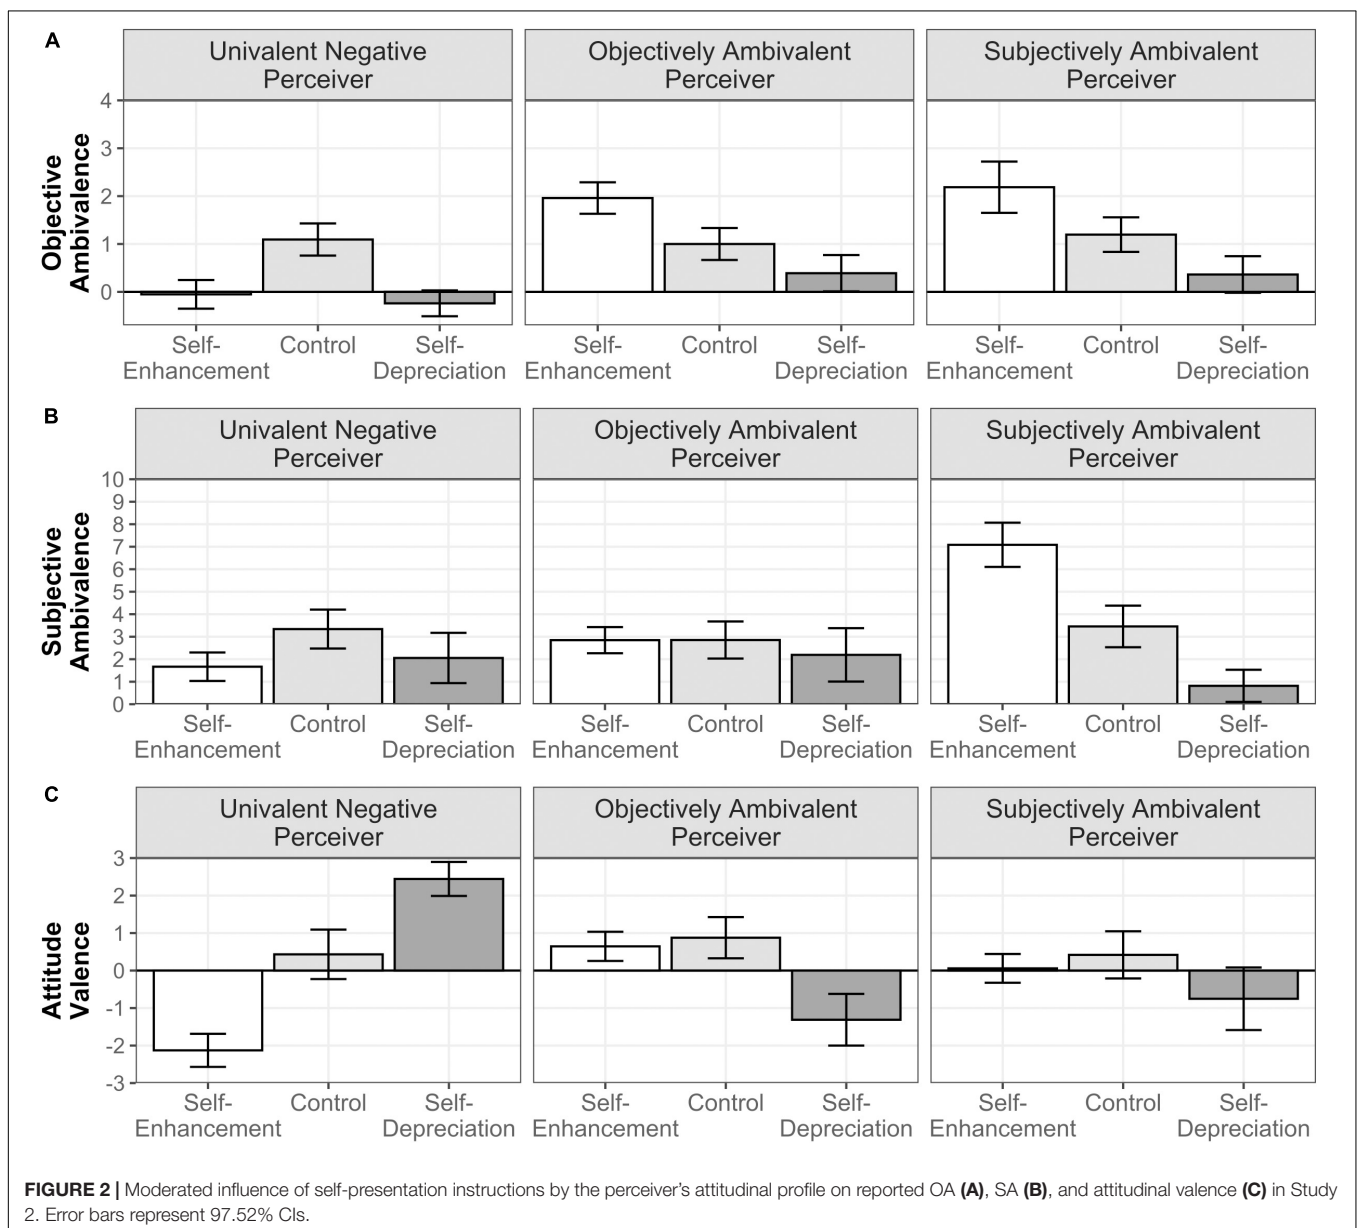 A
Univalent Negative
Perceiver
Objectively Ambivalent
Perceiver
Subjectively Ambivalent
Perceiver
Objective
Ambivalence
4
3
2
1
0
Self-
Enhancement
Control
Self-
Depreciation
Self-
Enhancement
Control
Self-
Depreciation
Self-
Enhancement
Control
Self-
Depreciation
B
Univalent Negative
Perceiver
Objectively Ambivalent
Perceiver
Subjectively Ambivalent
Perceiver
Subjective
Ambivalence
10
9
8
7
6
5
4
3
2
1
0
Self-
Enhancement
Control
Self-
Depreciation
Self-
Enhancement
Control
Self-
Depreciation
Self-
Enhancement
Control
Self-
Depreciation
C
Univalent Negative
Perceiver
Objectively Ambivalent
Perceiver
Subjectively Ambivalent
Perceiver
Attitude
Valence
3
2
1
0
-1
-2
-3
Self-
Enhancement
Control
Self-
Depreciation
Self-
Enhancement
Control
Self-
Depreciation
Self-
Enhancement
Control
Self-
Depreciation
FIGURE 2 | Moderated influence of self-presentation instructions by the perceiver's attitudinal profile on reported OA (A), SA (B), and attitudinal valence (C) in Study
2. Error bars represent 97.52% CIs.